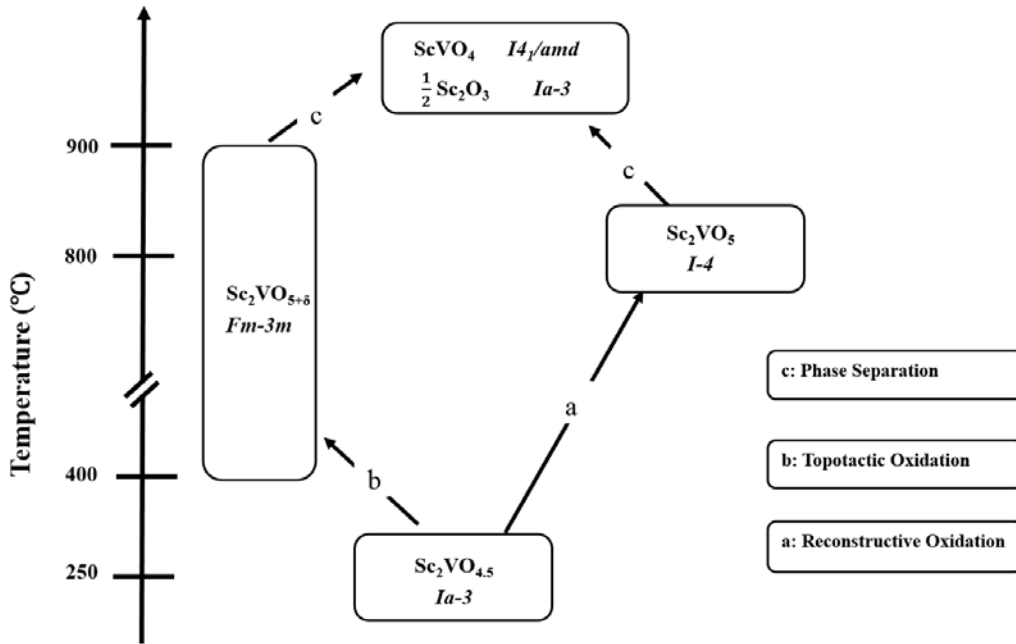 Temperature (℃)
900
800
400
250
ScVO₄ I4₁/amd
½ Sc₂O₃ Ia-3
c
c
Sc₂VO₅
I-4
Sc₂VO₅₊δ
Fm-3m
a
b
Sc₂VO₄.₅
Ia-3
c: Phase Separation
b: Topotactic Oxidation
a: Reconstructive Oxidation